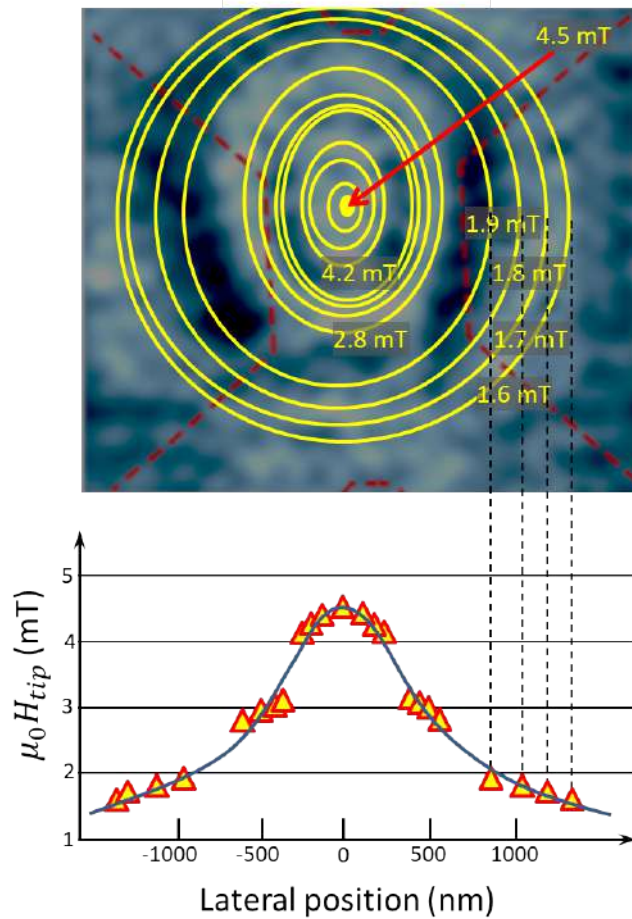 4.5 mT
1.9 mT
4.2 mT
1.8 mT
2.8 mT
1.7 mT
1.6 mT
μ₀H_tip (mT)
5
4
3
2
1
-1000 -500 0 500 1000
Lateral position (nm)